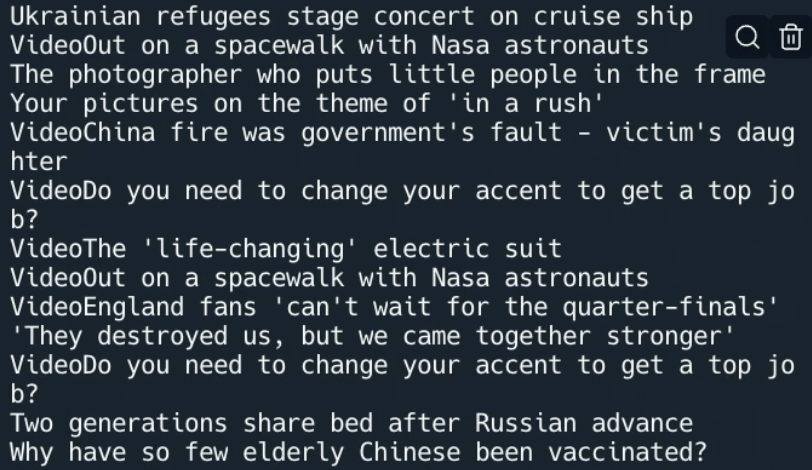 Ukrainian refugees stage concert on cruise ship
VideoOut on a spacewalk with Nasa astronauts
The photographer who puts little people in the frame
Your pictures on the theme of 'in a rush'
VideoChina fire was government's fault - victim's daug
hter
VideoDo you need to change your accent to get a top jo
b?
VideoThe 'life-changing' electric suit
VideoOut on a spacewalk with Nasa astronauts
VideoEngland fans 'can't wait for the quarter-finals'
'They destroyed us, but we came together stronger'
VideoDo you need to change your accent to get a top jo
b?
Two generations share bed after Russian advance
Why have so few elderly Chinese been vaccinated?